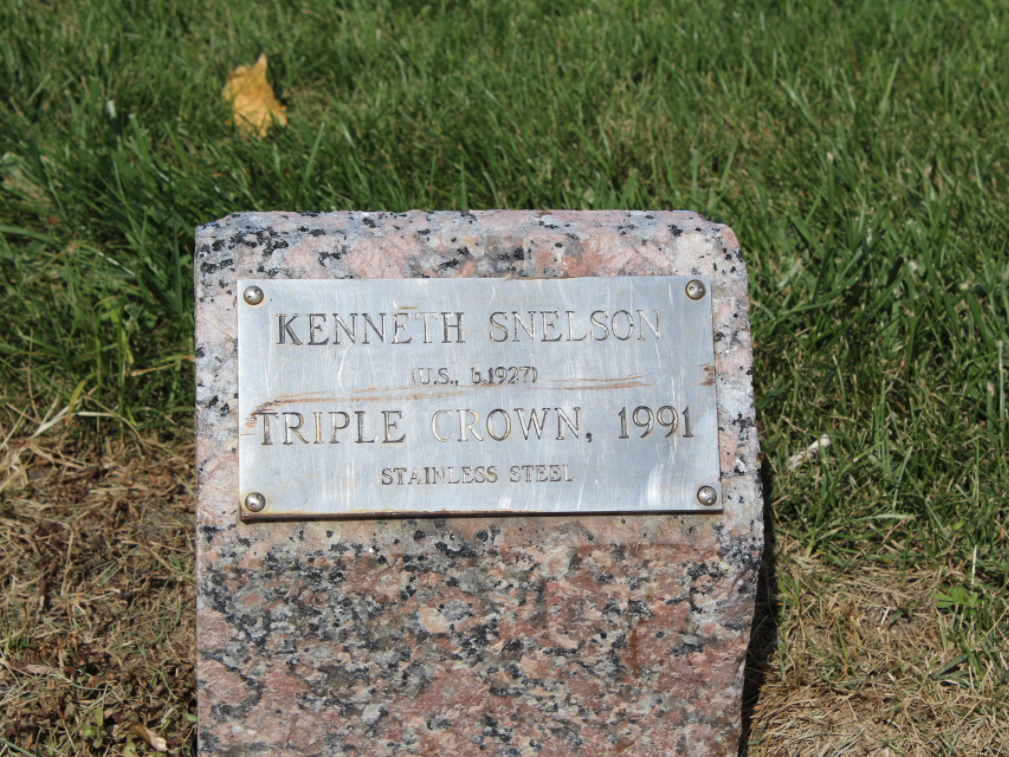 KENNETH SNELSON
(U.S., b.1927)
TRIPLE CROWN, 1991
STAINLESS STEEL